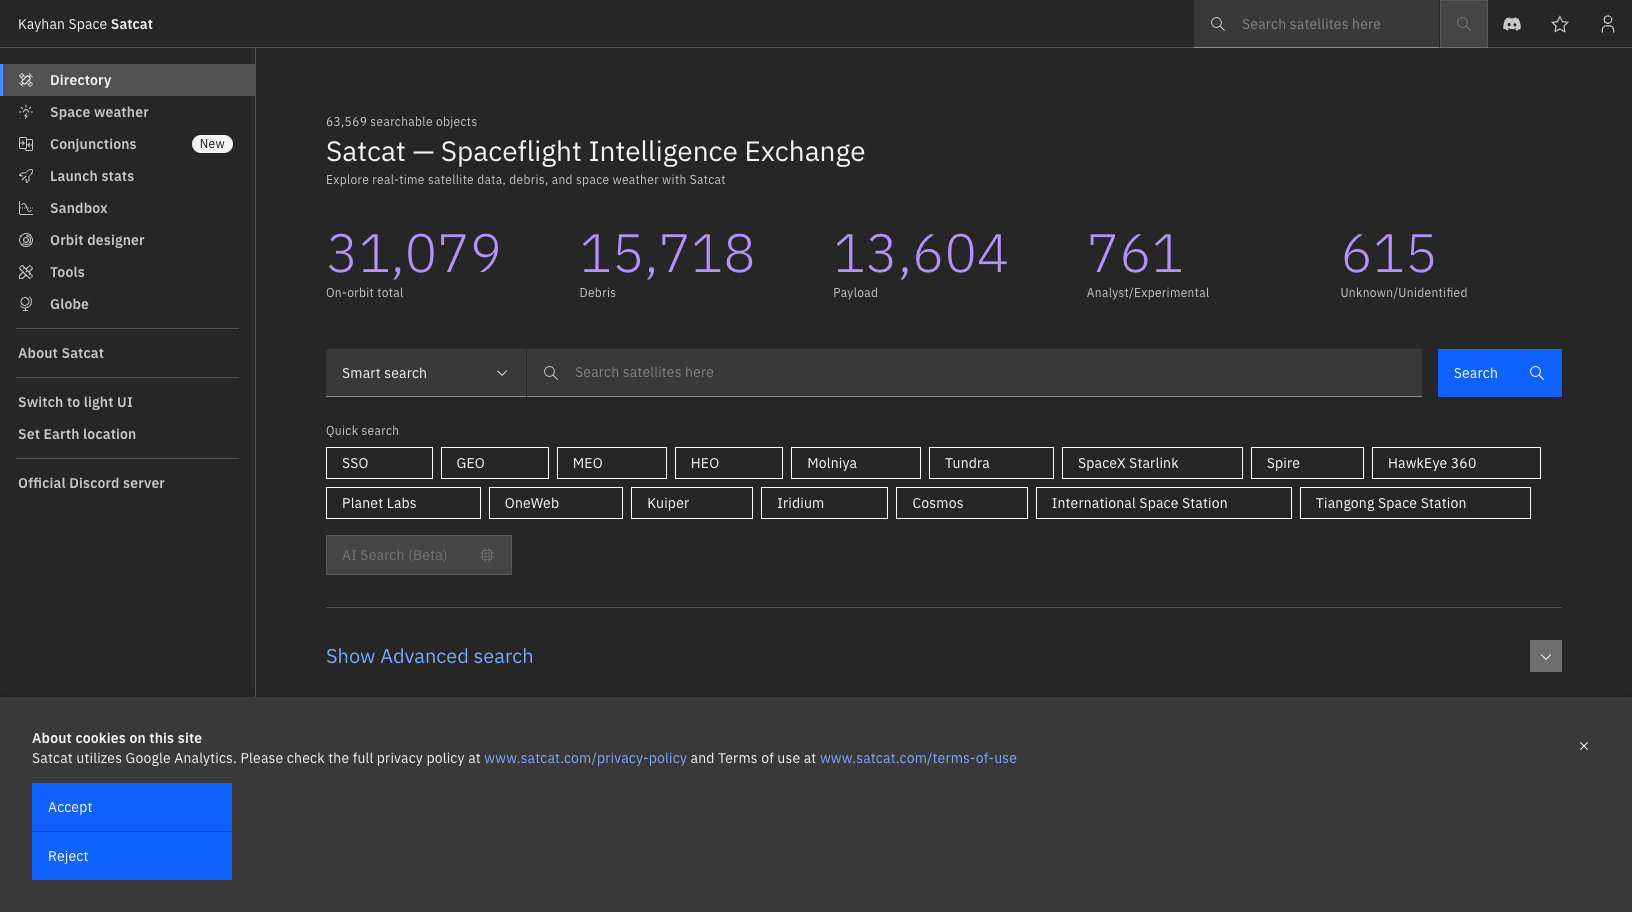 Kayhan Space Satcat
Search satellites here
Directory
Space weather
Conjunctions New
Launch stats
Sandbox
Orbit designer
Tools
Globe
About Satcat
Switch to light UI
Set Earth location
Official Discord server
63,569 searchable objects
Satcat — Spaceflight Intelligence Exchange
Explore real-time satellite data, debris, and space weather with Satcat
31,079 15,718 13,604 761 615
On-orbit total Debris Payload Analyst/Experimental Unknown/Unidentified
Smart search Search satellites here Search
Quick search
SSO GEO MEO HEO Molniya Tundra SpaceX Starlink Spire HawkEye 360
Planet Labs OneWeb Kuiper Iridium Cosmos International Space Station Tiangong Space Station
AI Search (Beta)
Show Advanced search
About cookies on this site
Satcat utilizes Google Analytics. Please check the full privacy policy at www.satcat.com/privacy-policy and Terms of use at www.satcat.com/terms-of-use
Accept
Reject